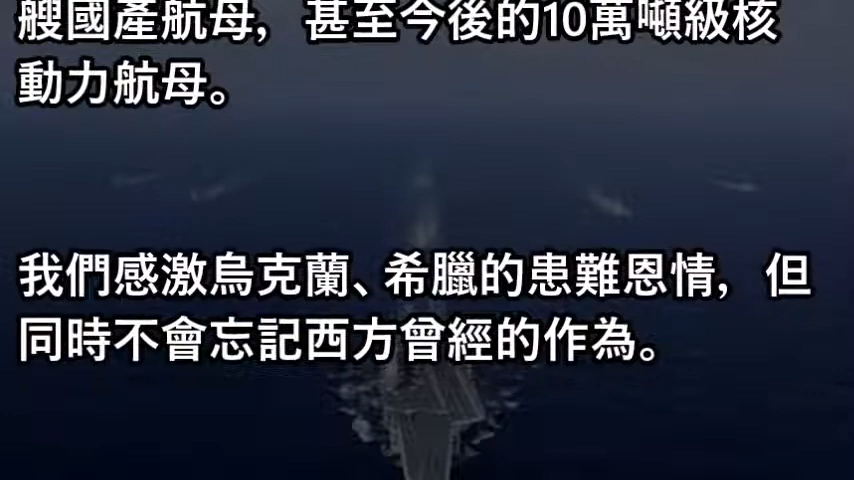 艘國產航母，甚至今後的10萬噸級核
動力航母。
我們感激烏克蘭、希臘的患難恩情，但
同時不會忘記西方曾經的作為。